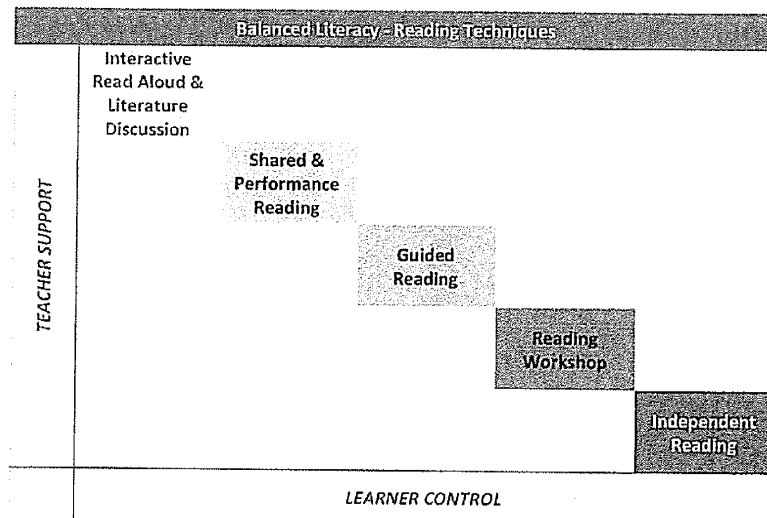 Balanced Literacy - Reading Techniques
Interactive
Read Aloud &
Literature
Discussion
Shared &
Performance
Reading
Guided
Reading
Reading
Workshop
Independent
Reading
TEACHER SUPPORT
LEARNER CONTROL